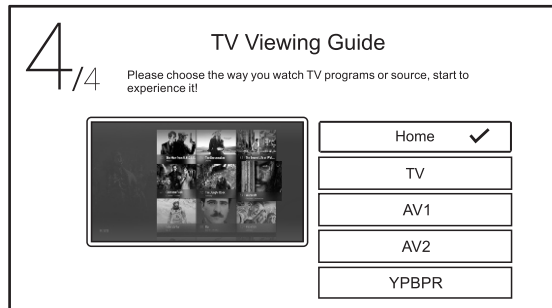 4/4
TV Viewing Guide
Please choose the way you watch TV programs or source, start to
experience it!
Home
TV
AV1
AV2
YPBPR